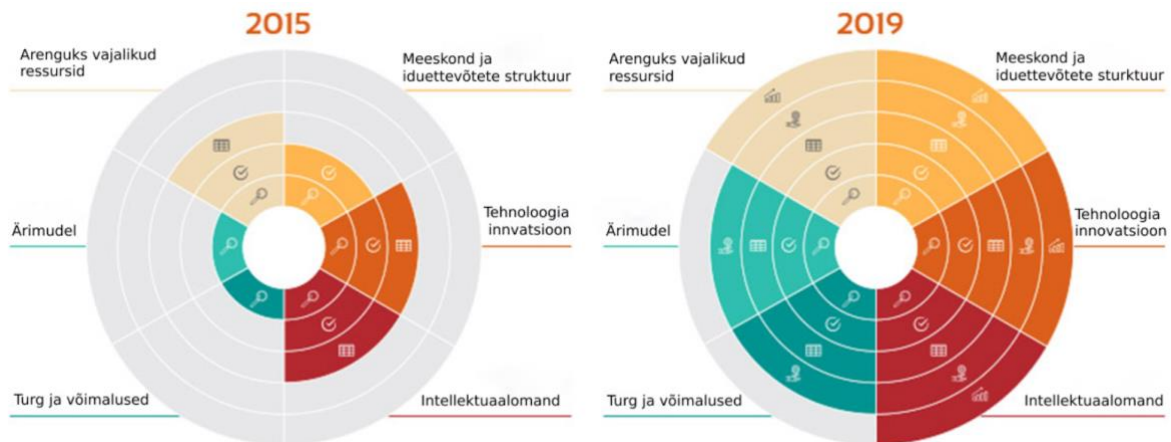 2015
Arenguks vajalikud
ressursid
Meeskond ja
iduettevõtete struktuur
Ärimudel
Tehnoloogia
innvatsioon
Turg ja võimalused
Intellektuaalomand
2019
Arenguks vajalikud
ressursid
Meeskond ja
iduettevõtete sturktuur
Ärimudel
Tehnoloogia
innovatsioon
Turg ja võimalused
Intellektuaalomand